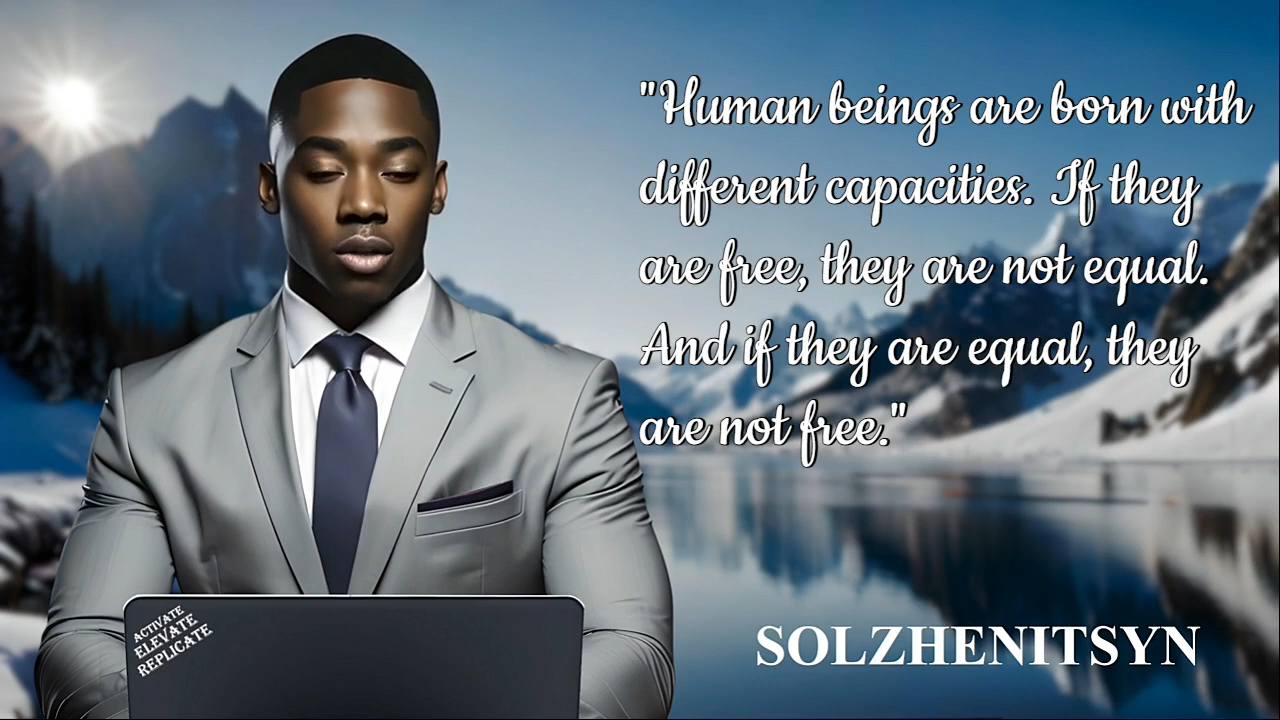 "Human beings are born with
different capacities. If they
are free, they are not equal.
And if they are equal, they
are not free."
SOLZHENITSYN
ACTIVATE
ELEVATE
REPLICATE